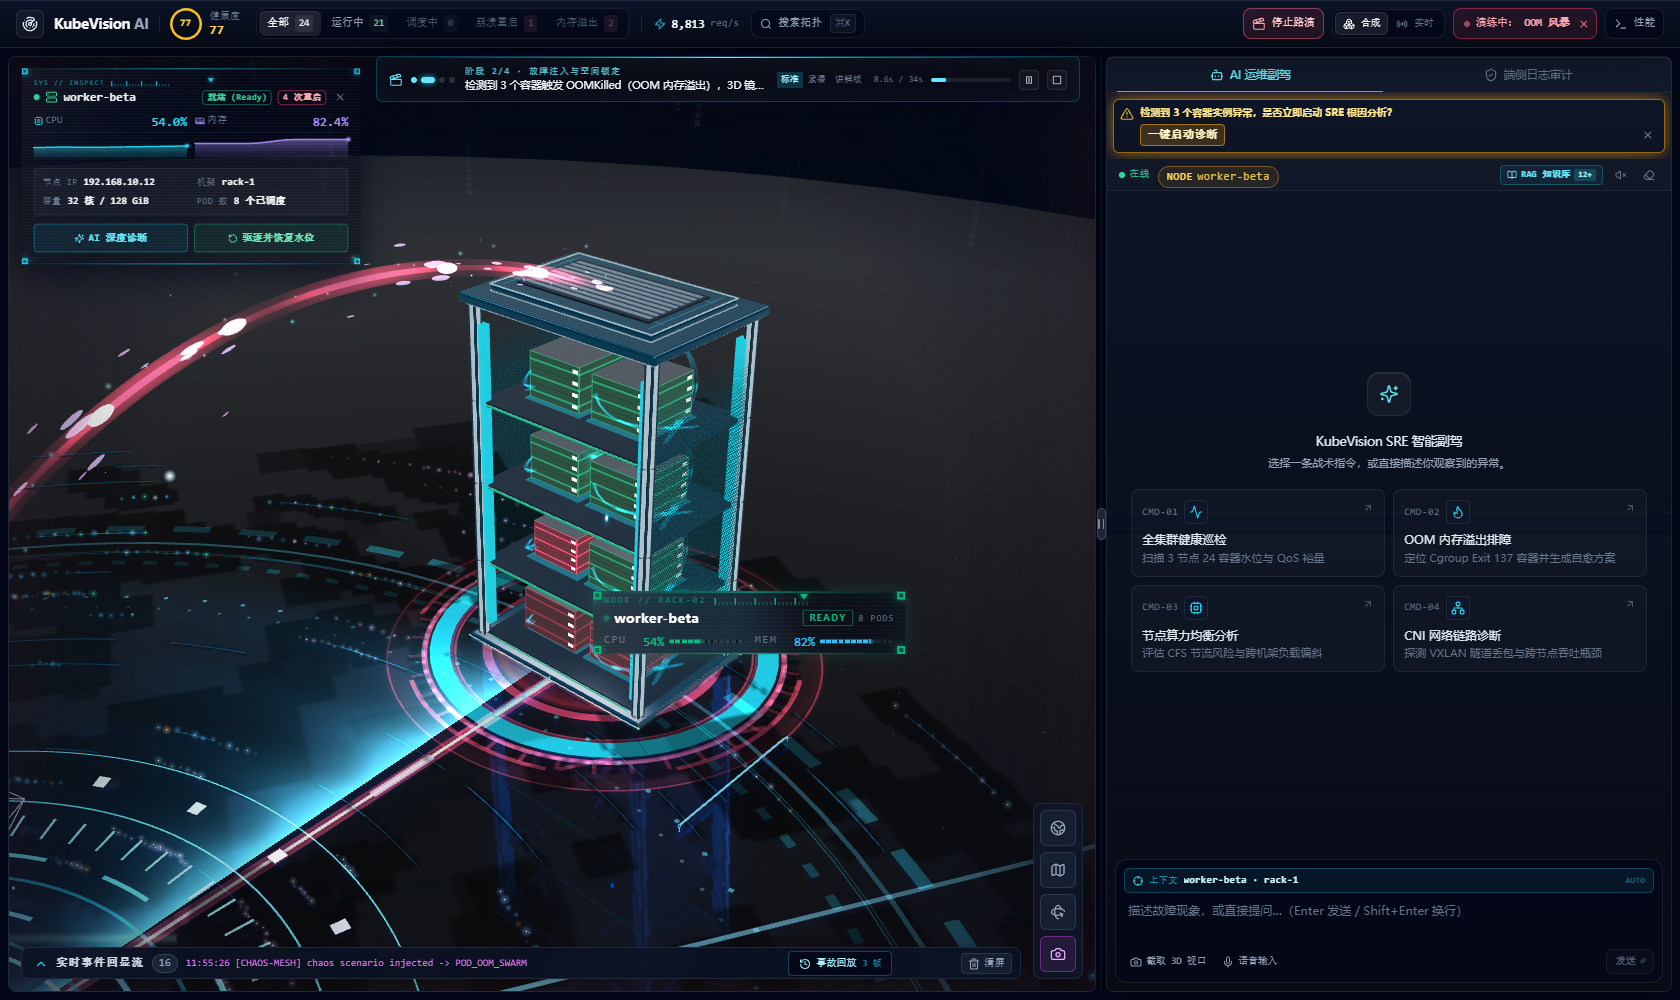 KubeVision AI
77
健康度
77
全部 24
运行中 21
调度中 0
崩溃重启 1
内存溢出 2
8,813 req/s
搜索拓扑 ⌘K
停止路演
合成
实时
演练中: OOM 风暴 ×
性能
SYS // INSPECT
worker-beta
就绪 (Ready)
4 次重启
CPU 54.0%
内存 82.4%
节点 IP 192.168.10.12
机架 rack-1
容量 32 核 / 128 GiB
POD 数 8 个已调度
AI 深度诊断
驱逐并恢复水位
阶段 2/4 · 故障注入与空间锁定
检测到 3 个容器触发 OOMKilled（OOM 内存溢出），3D 镜...
标准
紧凑
讲解版
8.6s / 34s
NODE // RACK-02
worker-beta
READY
8 PODS
CPU 54%
MEM 82%
实时事件回显流 16
11:55:26 [CHAOS-MESH] chaos scenario injected -> POD_OOM_SWARM
事故回放 3 帧
清屏
AI 运维副驾
端侧日志审计
检测到 3 个容器实例异常，是否立即启动 SRE 根因分析?
一键启动诊断
在线
NODE worker-beta
RAG 知识库 12+
KubeVision SRE 智能副驾
选择一条战术指令，或直接描述你观察到的异常。
CMD-01
全集群健康巡检
扫描 3 节点 24 容器水位与 QoS 裕量
CMD-02
OOM 内存溢出排障
定位 Cgroup Exit 137 容器并生成自愈方案
CMD-03
节点算力均衡分析
评估 CFS 节流风险与跨机架负载偏斜
CMD-04
CNI 网络链路诊断
探测 VXLAN 隧道丢包与跨节点吞吐瓶颈
上下文 worker-beta · rack-1
AUTO
描述故障现象，或直接提问...（Enter 发送 / Shift+Enter 换行）
截取 3D 视口
语音输入
发送